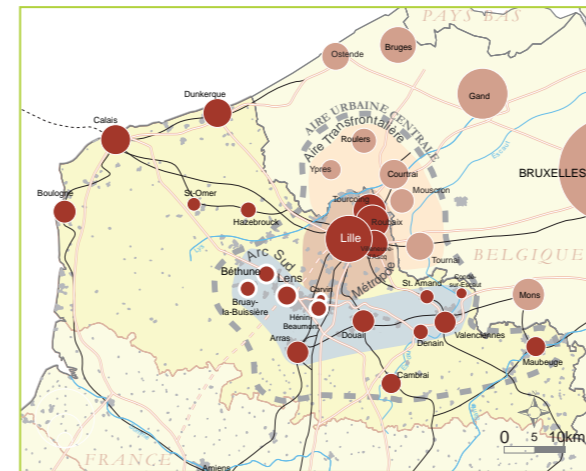 PAYS BAS
Bruges
Ostende
Dunkerque
Gand
Calais
AIRE URBAINE CENTRALE
Aire Transfrontalière
Roulers
Escaut
Ypres
Courtrai
BRUXELLES
Boulogne
St-Omer
Hazebrouck
Tourcoing
Mouscron
Roubaix
Lille
Tournai
BELGIQUE
Arc Sud
Métropole
Béthune
Lens
Bruay-
la-Buissière
Carvin
Hénin
Beaumont
St. Amand
Condé
sur-Escaut
Mons
Arras
Douai
Denain
Valenciennes
Maubeuge
Cambrai
FRANCE
Amiens
0 5 10km